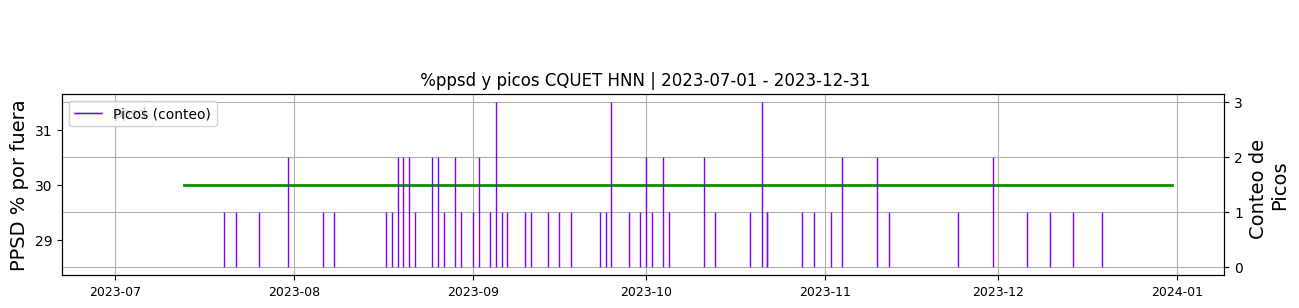 %ppsd y picos CQUET HNN | 2023-07-01 - 2023-12-31
Picos (conteo)
PPSD % por fuera
31
30
29
3
2
1
0
Conteo de
Picos
2023-07
2023-08
2023-09
2023-10
2023-11
2023-12
2024-01